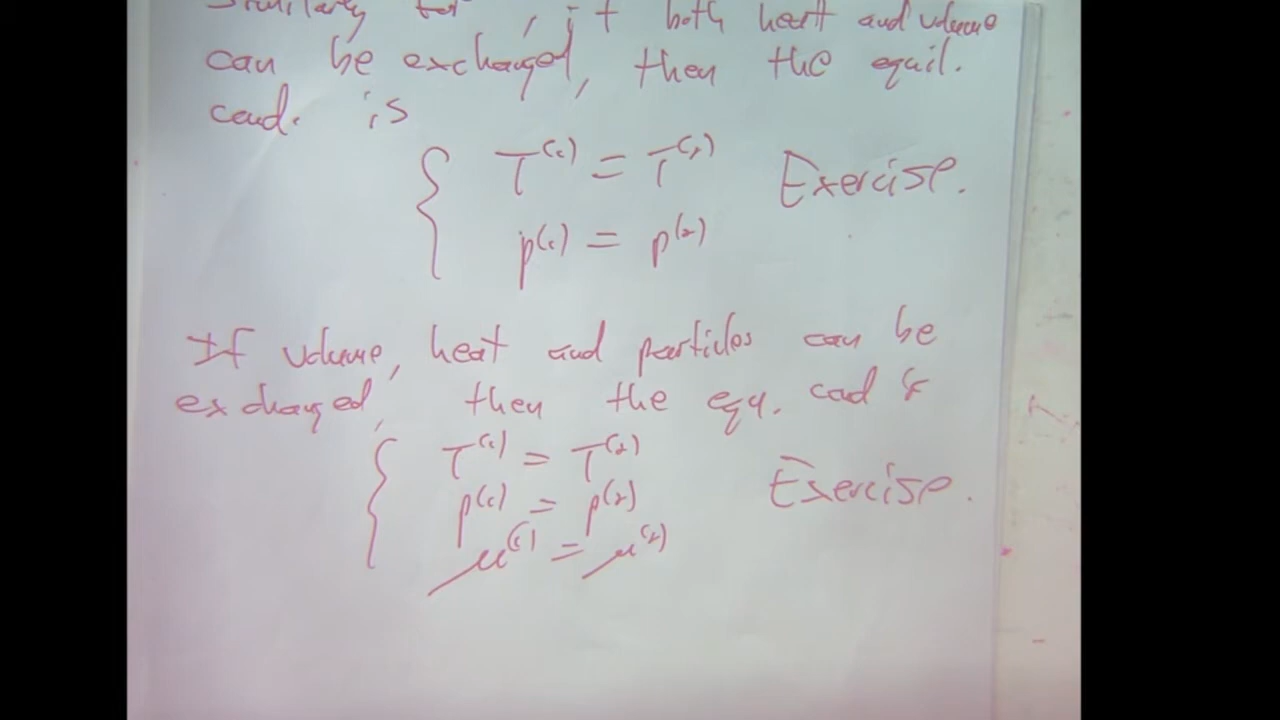 Similarly for, if both heat and volume
can be exchanged, then the equil.
cond. is
T⁽¹⁾ = T⁽²⁾ Exercise.
p⁽¹⁾ = p⁽²⁾
If volume, heat and particles can be
exchanged, then the equ. cond is
T⁽¹⁾ = T⁽²⁾
p⁽¹⁾ = p⁽²⁾ Exercise.
μ⁽¹⁾ = μ⁽²⁾